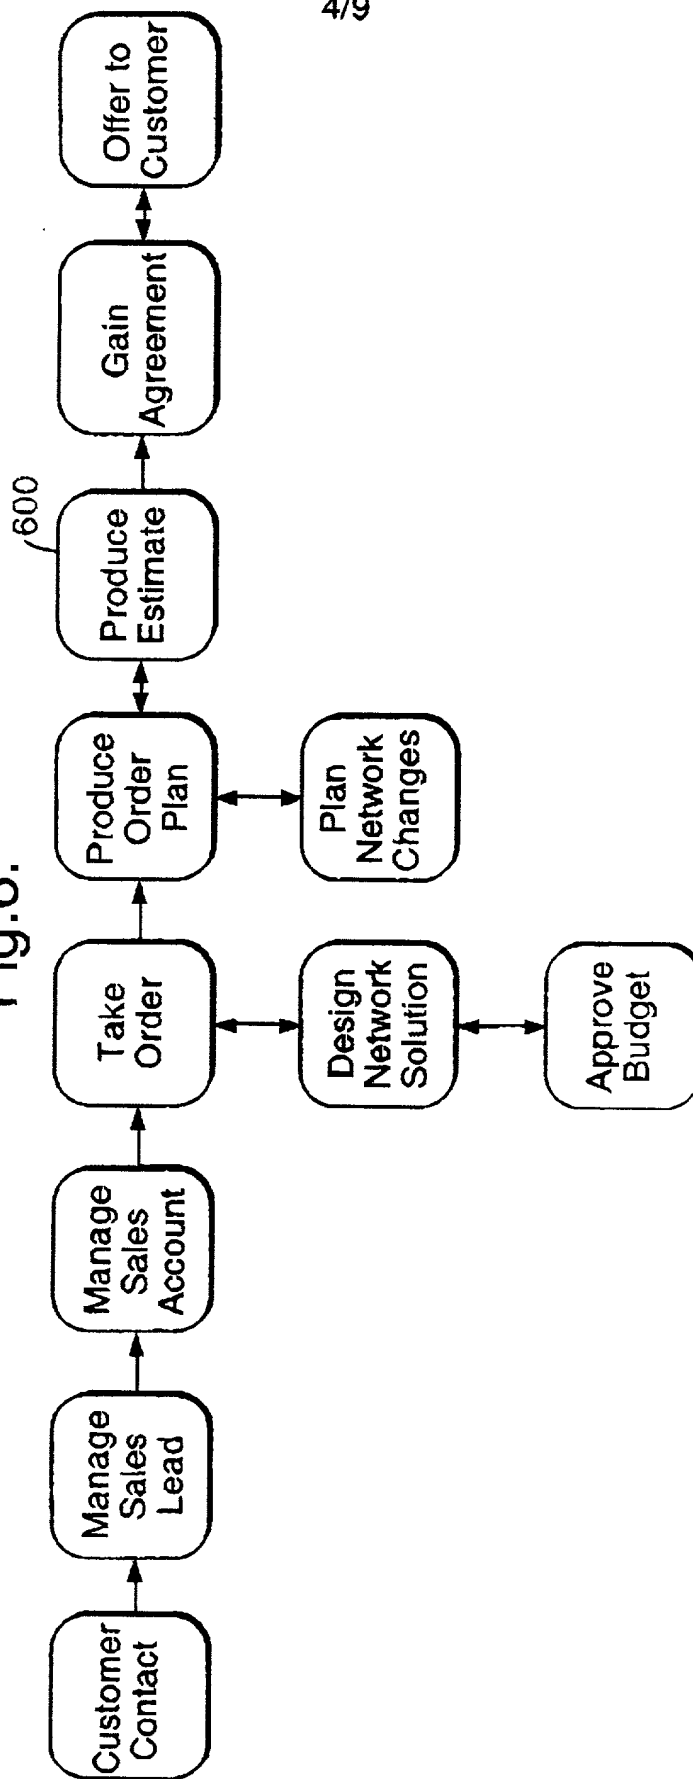 4/9
Fig.6.
Customer
Contact
Manage
Sales
Lead
Manage
Sales
Account
Take
Order
Produce
Order
Plan
600
Produce
Estimate
Gain
Agreement
Offer to
Customer
Design
Network
Solution
Plan
Network
Changes
Approve
Budget